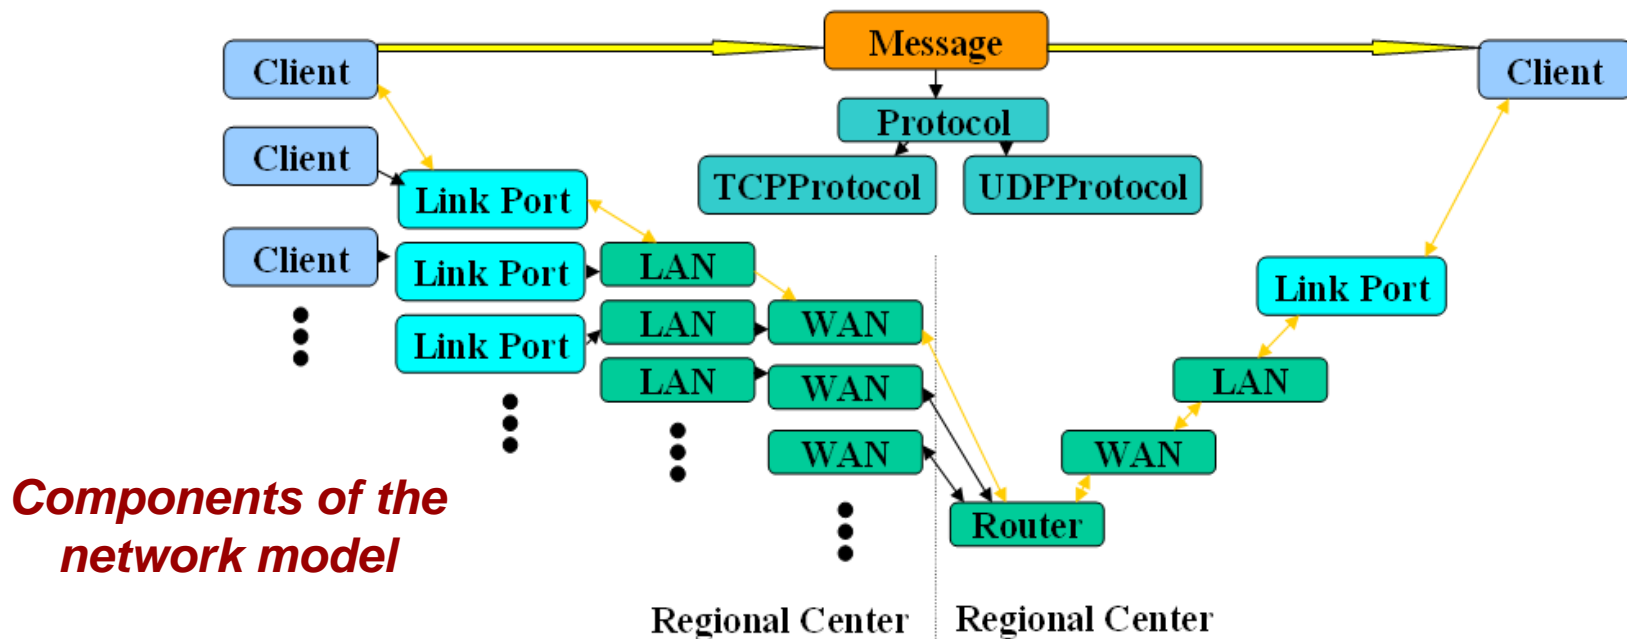 Message
Client
Client
Protocol
Client
TCPProtocol
UDPProtocol
Link Port
Client
Link Port
LAN
Link Port
LAN
WAN
Link Port
LAN
WAN
LAN
WAN
WAN
Components of the
network model
Router
Regional Center
Regional Center